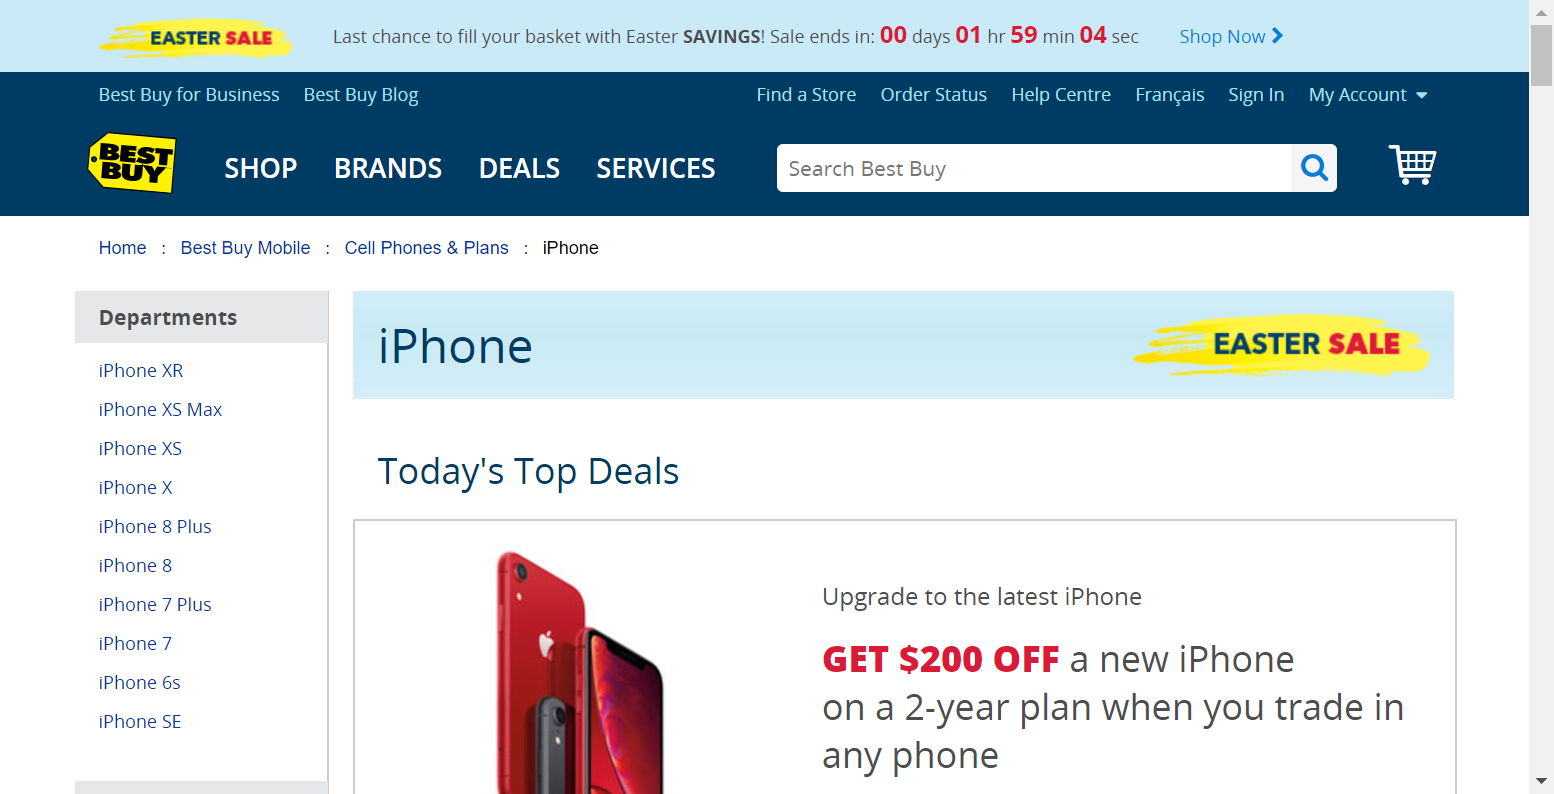 EASTER SALE
Last chance to fill your basket with Easter SAVINGS! Sale ends in: 00 days 01 hr 59 min 04 sec
Shop Now
Best Buy for Business
Best Buy Blog
Find a Store
Order Status
Help Centre
Français
Sign In
My Account
BEST
BUY
SHOP
BRANDS
DEALS
SERVICES
Search Best Buy
Home : Best Buy Mobile : Cell Phones & Plans : iPhone
Departments
iPhone XR
iPhone XS Max
iPhone XS
iPhone X
iPhone 8 Plus
iPhone 8
iPhone 7 Plus
iPhone 7
iPhone 6s
iPhone SE
iPhone
EASTER SALE
Today's Top Deals
Upgrade to the latest iPhone
GET $200 OFF a new iPhone
on a 2-year plan when you trade in
any phone